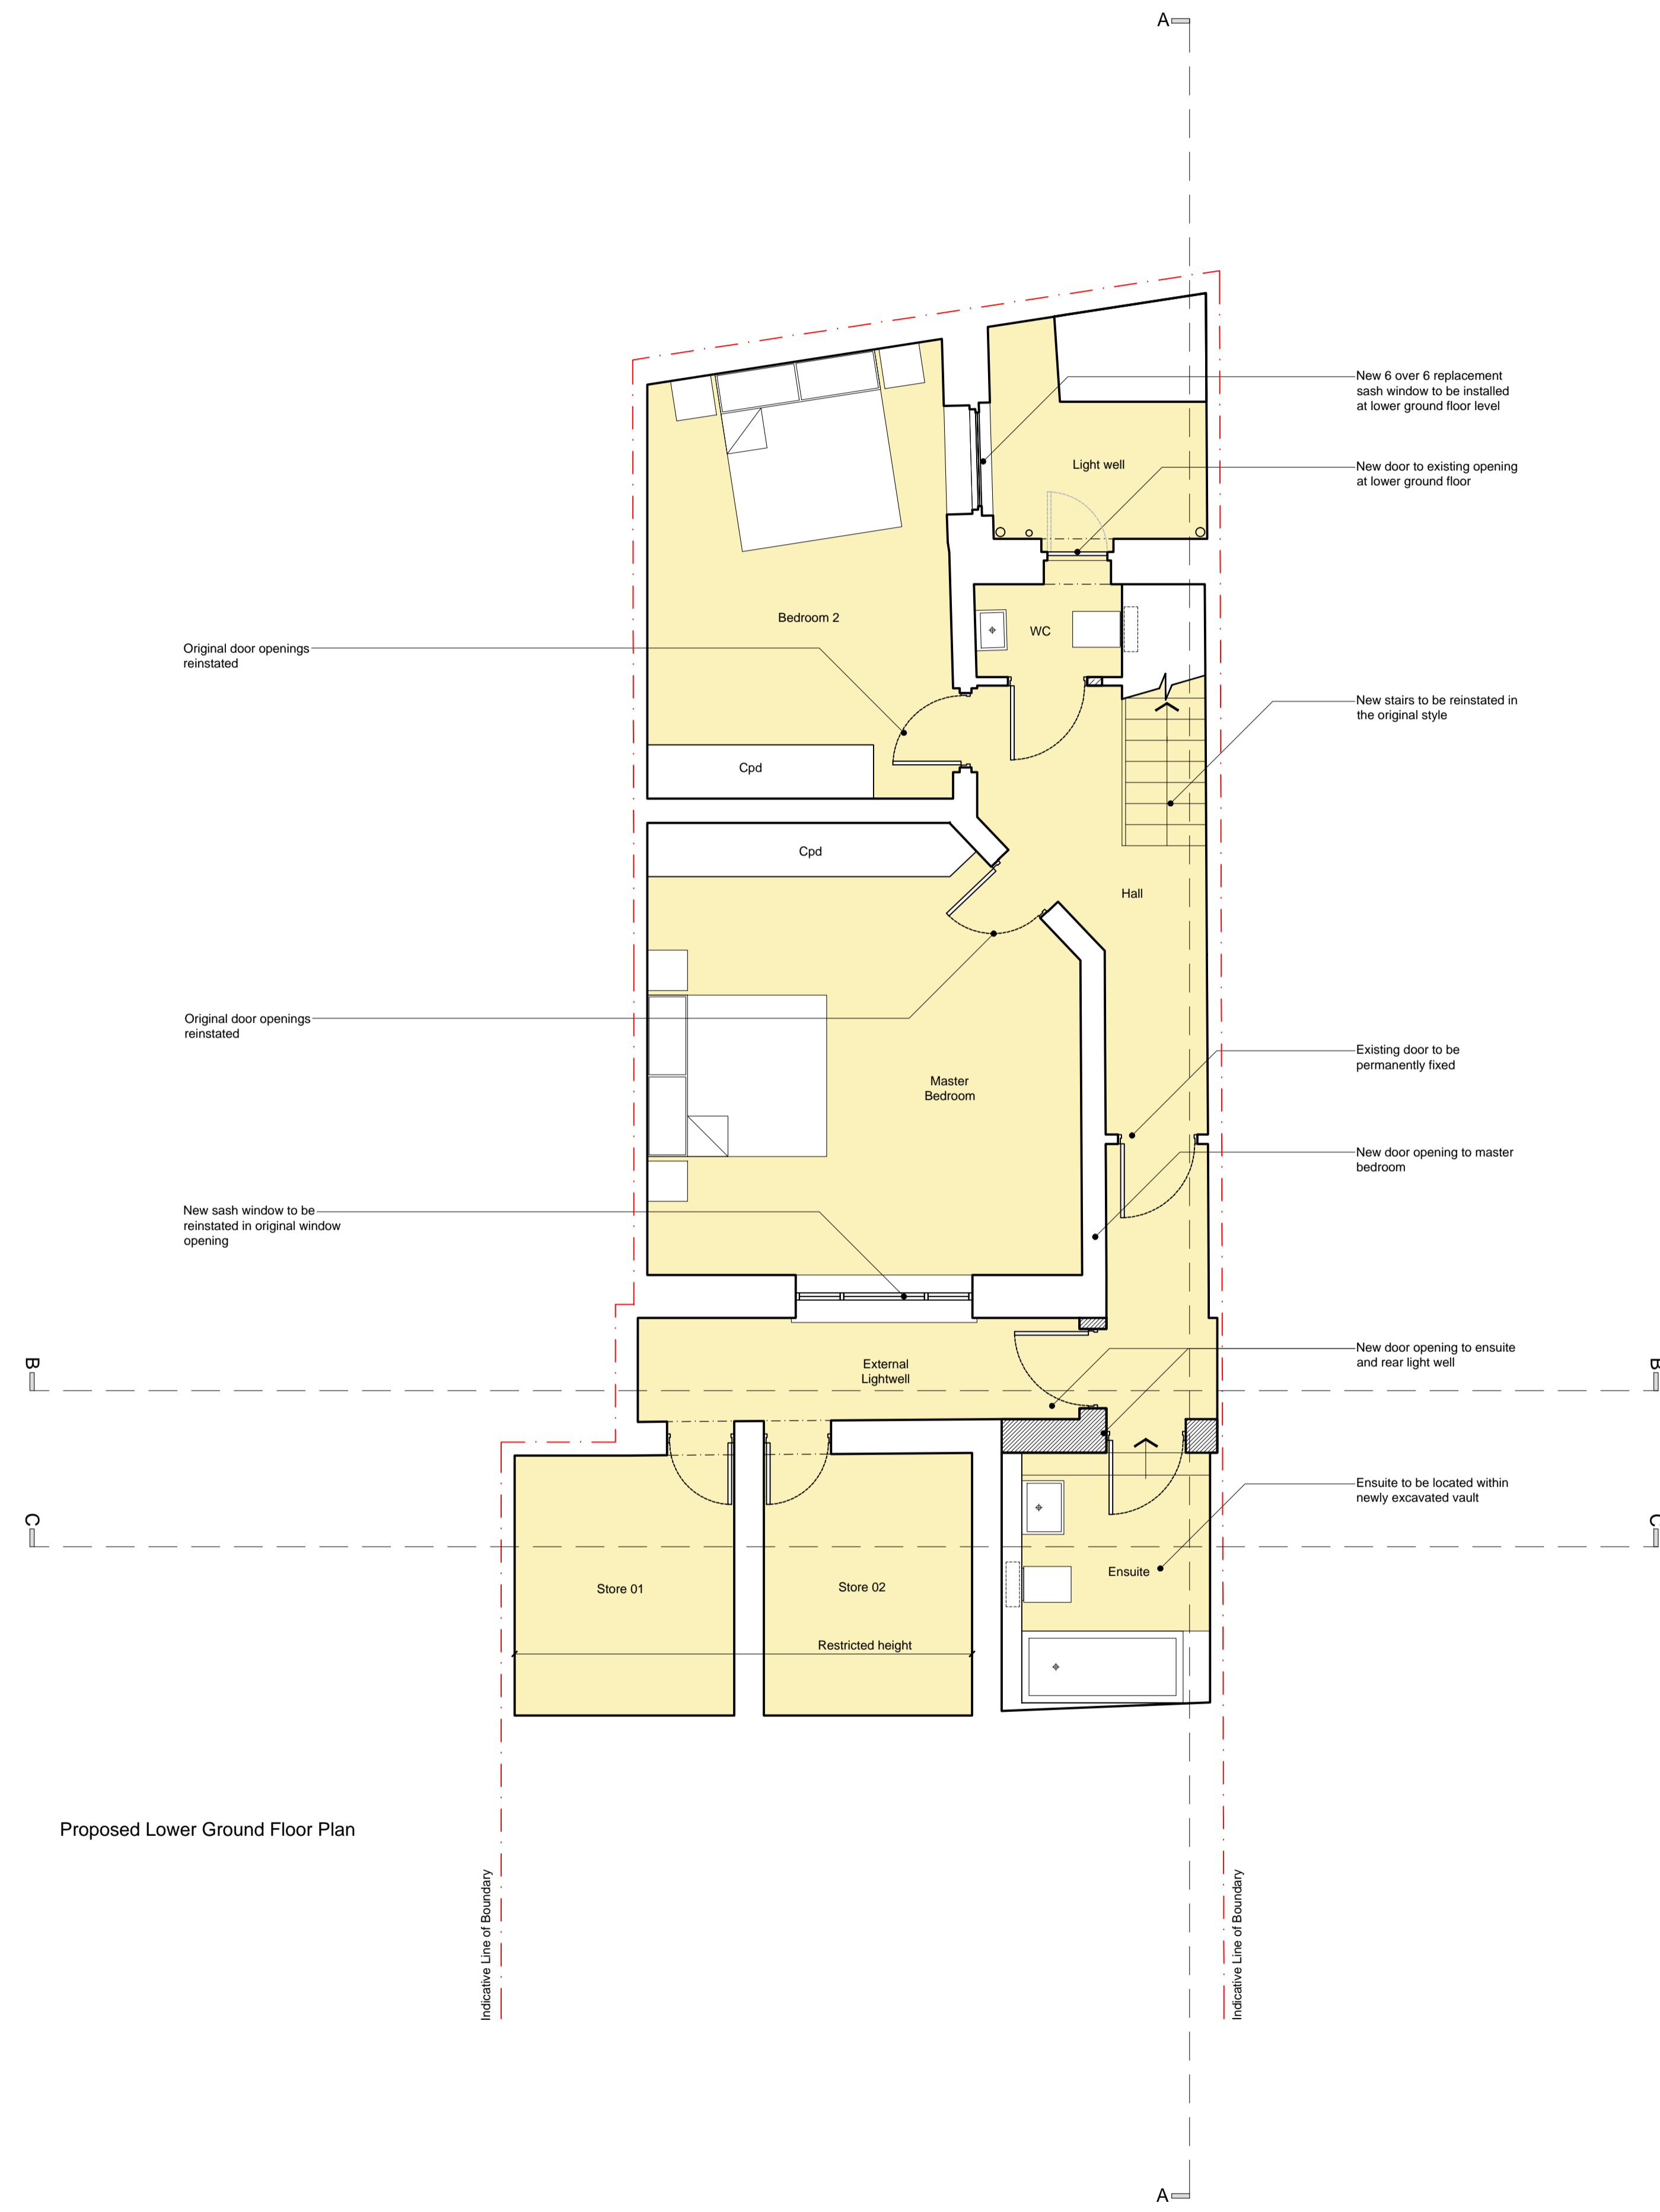 A
New 6 over 6 replacement
sash window to be installed
at lower ground floor level
Light well
New door to existing opening
at lower ground floor
Bedroom 2
WC
Original door openings
reinstated
New stairs to be reinstated in
the original style
Cpd
Cpd
Hall
Original door openings
reinstated
Existing door to be
permanently fixed
Master
Bedroom
New door opening to master
bedroom
New sash window to be
reinstated in original window
opening
New door opening to ensuite
and rear light well
B
External
Lightwell
B
Ensuite to be located within
newly excavated vault
C
C
Ensuite
Store 01
Store 02
Restricted height
Proposed Lower Ground Floor Plan
Indicative Line of Boundary
Indicative Line of Boundary
A